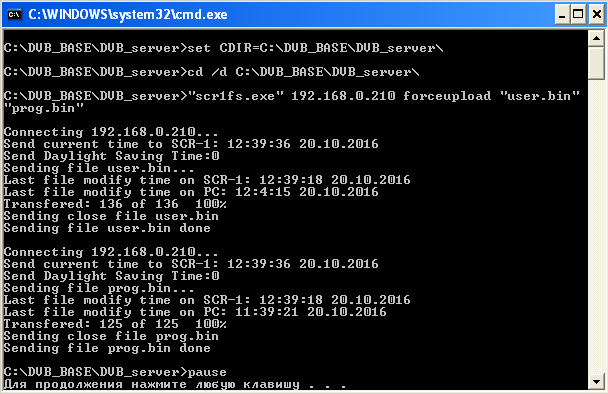 C:\WINDOWS\system32\cmd.exe
C:\DVB_BASE\DVB_server>set CDIR=C:\DVB_BASE\DVB_server\
C:\DVB_BASE\DVB_server>cd /d C:\DVB_BASE\DVB_server\
C:\DVB_BASE\DVB_server>"scr1fs.exe" 192.168.0.210 forceupload "user.bin"
"prog.bin"
Connecting 192.168.0.210...
Send current time to SCR-1: 12:39:36 20.10.2016
Send Daylight Saving Time:0
Sending file user.bin...
Last file modify time on SCR-1: 12:39:18 20.10.2016
Last file modify time on PC: 12:4:15 20.10.2016
Transfered: 136 of 136  100%
Sending close file user.bin
Sending file user.bin done
Connecting 192.168.0.210...
Send current time to SCR-1: 12:39:36 20.10.2016
Send Daylight Saving Time:0
Sending file prog.bin...
Last file modify time on SCR-1: 12:39:18 20.10.2016
Last file modify time on PC: 11:39:21 20.10.2016
Transfered: 125 of 125  100%
Sending close file prog.bin
Sending file prog.bin done
C:\DVB_BASE\DVB_server>pause
Для продолжения нажмите любую клавишу . . .